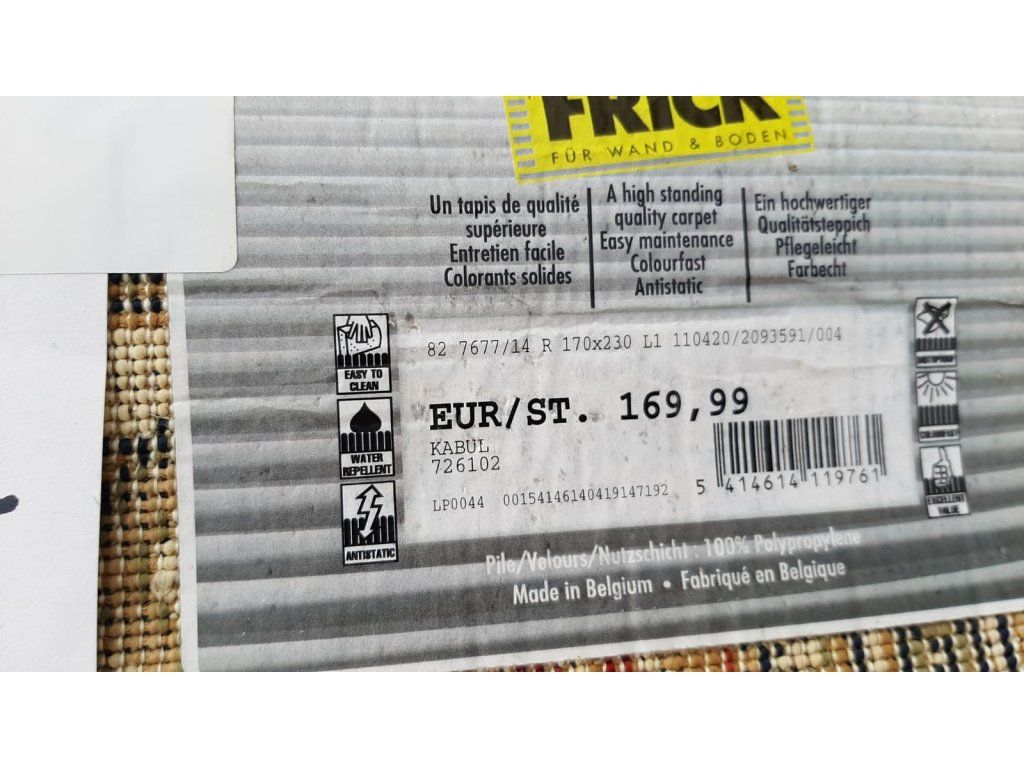 FRICK
FÜR WAND & BODEN
Un tapis de qualité
supérieure
Entretien facile
Colorants solides
A high standing
quality carpet
Easy maintenance
Colourfast
Antistatic
Ein hochwertiger
Qualitätsteppich
Pflegeleicht
Farbecht
EASY TO
CLEAN
WATER
REPELLENT
ANTISTATIC
82 7677/14 R 170x230 L1 110420/2093591/004
EUR/ST. 169,99
KABUL
726102
LP0044 00154146140419147192
5 414614 119761
MOTHPROOF
COLOURFAST
EXCELLENT
VALUE
Pile/Velours/Nutzschicht : 100% Polypropylene
Made in Belgium • Fabriqué en Belgique